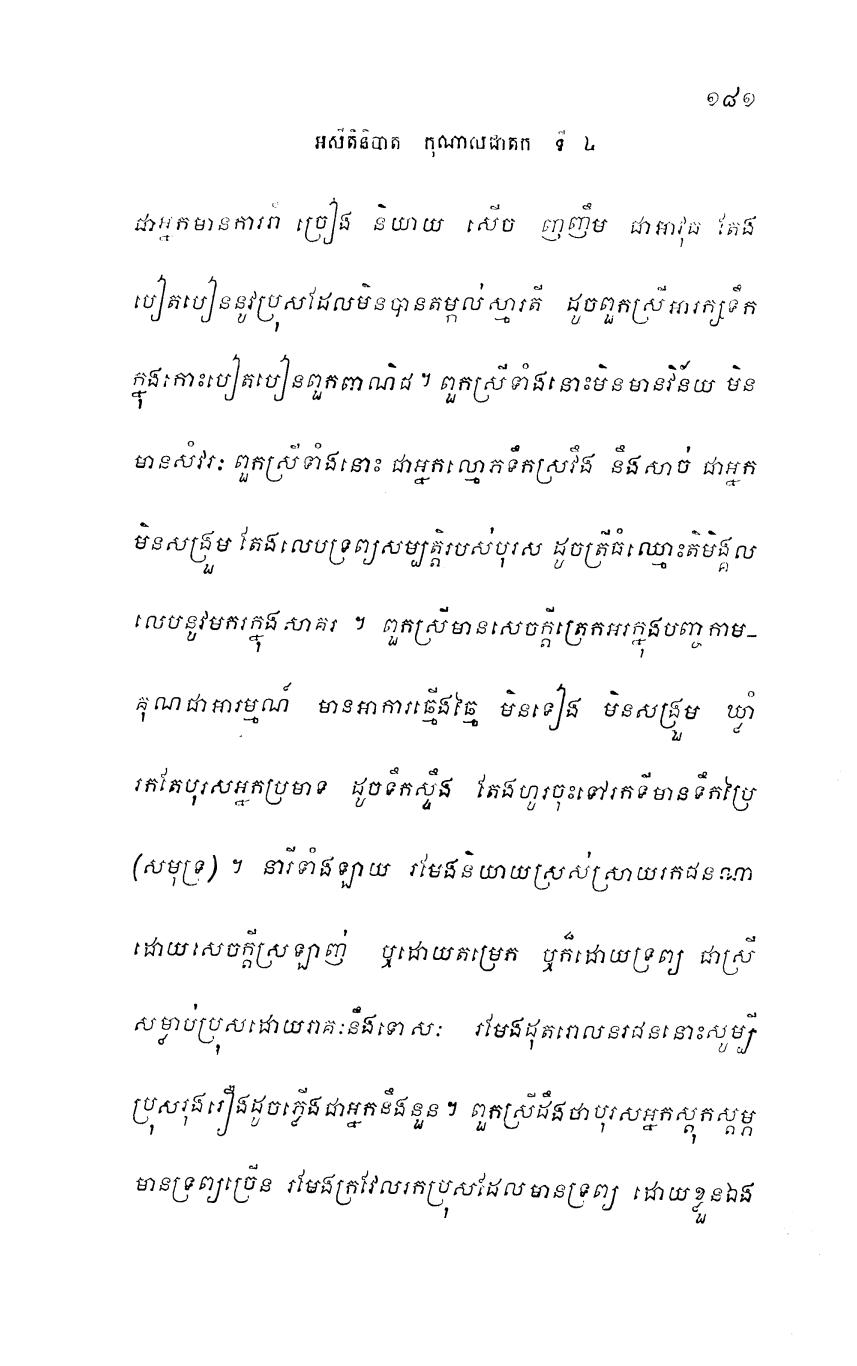 ១៨១
អសីតិនិបាត កុណាលជាតក ទី ៤
ជាអ្នកមានការរាំ ច្រៀង និយាយ សើច ញញឹម ជាអាវុធ តែង
បៀតបៀននូវប្រុសដែលមិនបានតម្កល់ស្មារតី ដូចពួកស្រីអារក្សទឹក
ក្នុងកោះបៀតបៀនពួកពាណិជ ។ ពួកស្រីទាំងនោះមិនមានវិន័យ មិន
មានសំវរៈ ពួកស្រីទាំងនោះ ជាអ្នកល្មោភទឹកស្រវឹង នឹងសាច់ ជាអ្នក
មិនសង្រួម តែងលេបទ្រព្យសម្បត្តិរបស់បុរស ដូចត្រីធំឈ្មោះតិមិង្គល
លេបនូវមករក្នុងសាគរ ។ ពួកស្រីមានសេចក្តីត្រេកអរក្នុងបញ្ចកាម-
គុណជាអារម្មណ៍ មានអាការធ្មើងធ្មៃ មិនទៀង មិនសង្រួម ឃ្វាំ
រកតែបុរសអ្នកប្រមាទ ដូចទឹកស្ទឹង តែងហូរចុះទៅរកទីមានទឹកប្រៃ
(សមុទ្រ) ។ នារីទាំងឡាយ រមែងនិយាយស្រស់ស្រាយរកជនណា
ដោយសេចក្តីស្រឡាញ់ ឬដោយតម្រេក ឬក៏ដោយទ្រព្យ ជាស្រី
សម្លាប់ប្រុសដោយរាគៈនឹងទោសៈ រមែងដុតរោលនរជននោះសូម្បី
ប្រុសរុងរឿងដូចភ្លើងជាអ្នកនឹងនួន ។ ពួកស្រីដឹងថាបុរសអ្នកស្តុកស្តម្ភ
មានទ្រព្យច្រើន រមែងក្រវែលរកប្រុសដែលមានទ្រព្យ ដោយខ្លួនឯង